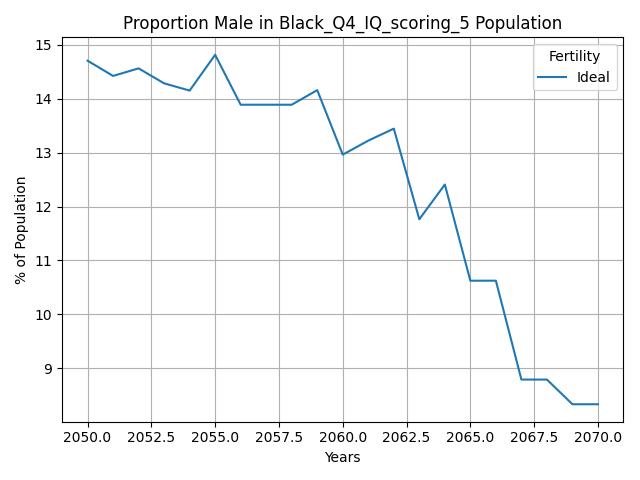 Proportion Male in Black_Q4_IQ_scoring_5 Population
Fertility
Ideal
% of Population
15
14
13
12
11
10
9
2050.0 2052.5 2055.0 2057.5 2060.0 2062.5 2065.0 2067.5 2070.0
Years